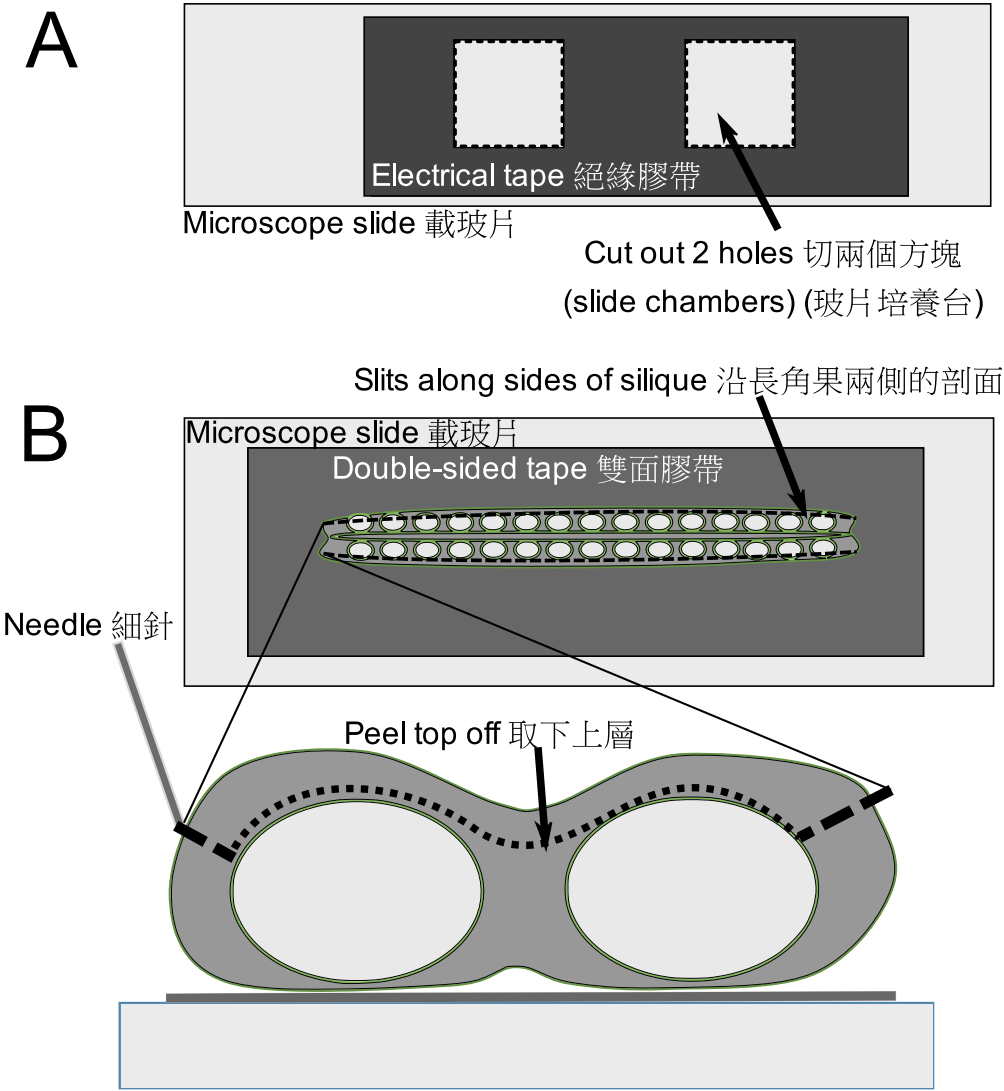 A
Electrical tape 絕緣膠帶
Microscope slide 載玻片
Cut out 2 holes 切兩個方塊
(slide chambers) (玻片培養台)
Slits along sides of silique 沿長角果兩側的剖面
B
Microscope slide 載玻片
Double-sided tape 雙面膠帶
Needle 細針
Peel top off 取下上層